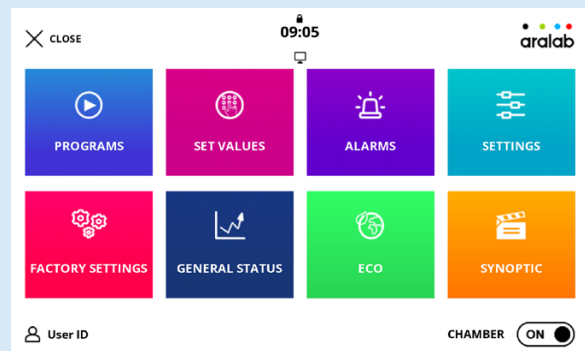 CLOSE
09:05
aralab
PROGRAMS
SET VALUES
ALARMS
SETTINGS
FACTORY SETTINGS
GENERAL STATUS
ECO
SYNOPTIC
User ID
CHAMBER ON